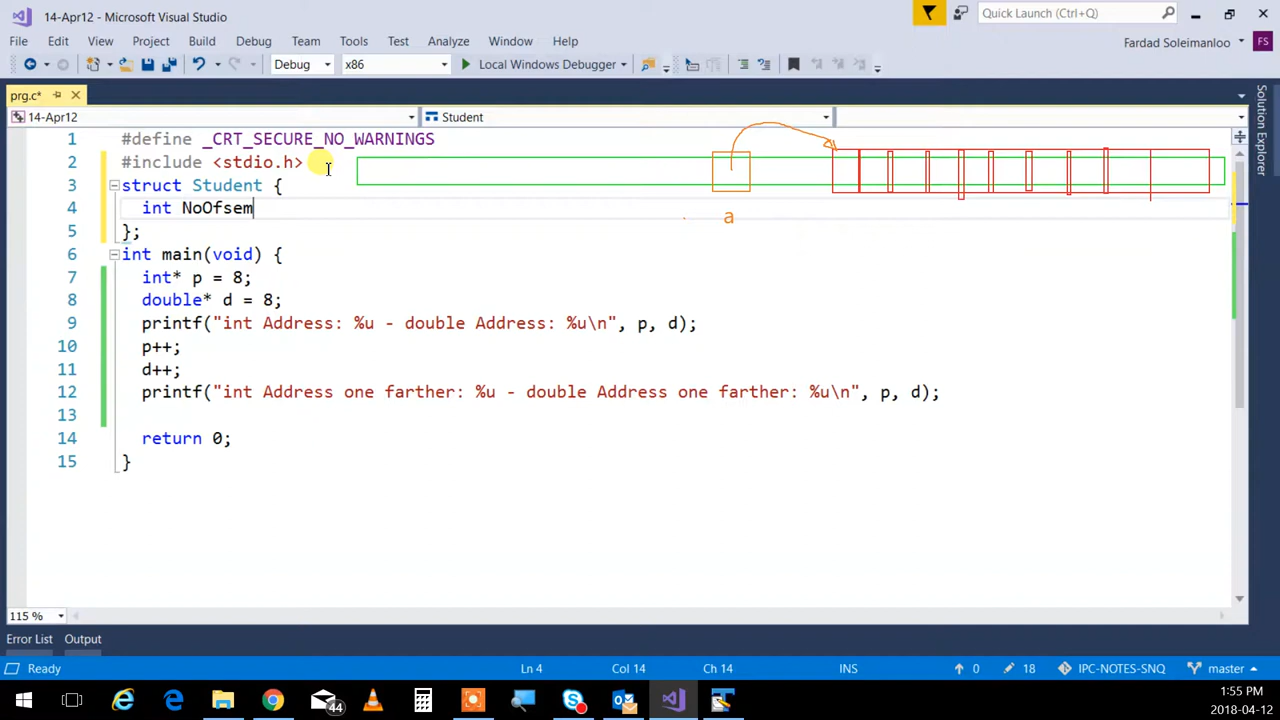 14-Apr12 - Microsoft Visual Studio
Quick Launch (Ctrl+Q)
File Edit View Project Build Debug Team Tools Test Analyze Window Help
Fardad Soleimanloo FS
Debug x86 Local Windows Debugger
prg.c*
14-Apr12 Student
Solution Explorer
Team Explorer
1 #define _CRT_SECURE_NO_WARNINGS
2 #include <stdio.h>
3 struct Student {
4 int NoOfsem
5 };
6 int main(void) {
7 int* p = 8;
8 double* d = 8;
9 printf("int Address: %u - double Address: %u\n", p, d);
10 p++;
11 d++;
12 printf("int Address one farther: %u - double Address one farther: %u\n", p, d);
13
14 return 0;
15 }
a
115 %
Error List Output
Ready Ln 4 Col 14 Ch 14 INS 0 18 IPC-NOTES-SNQ master
44
1:55 PM
2018-04-12